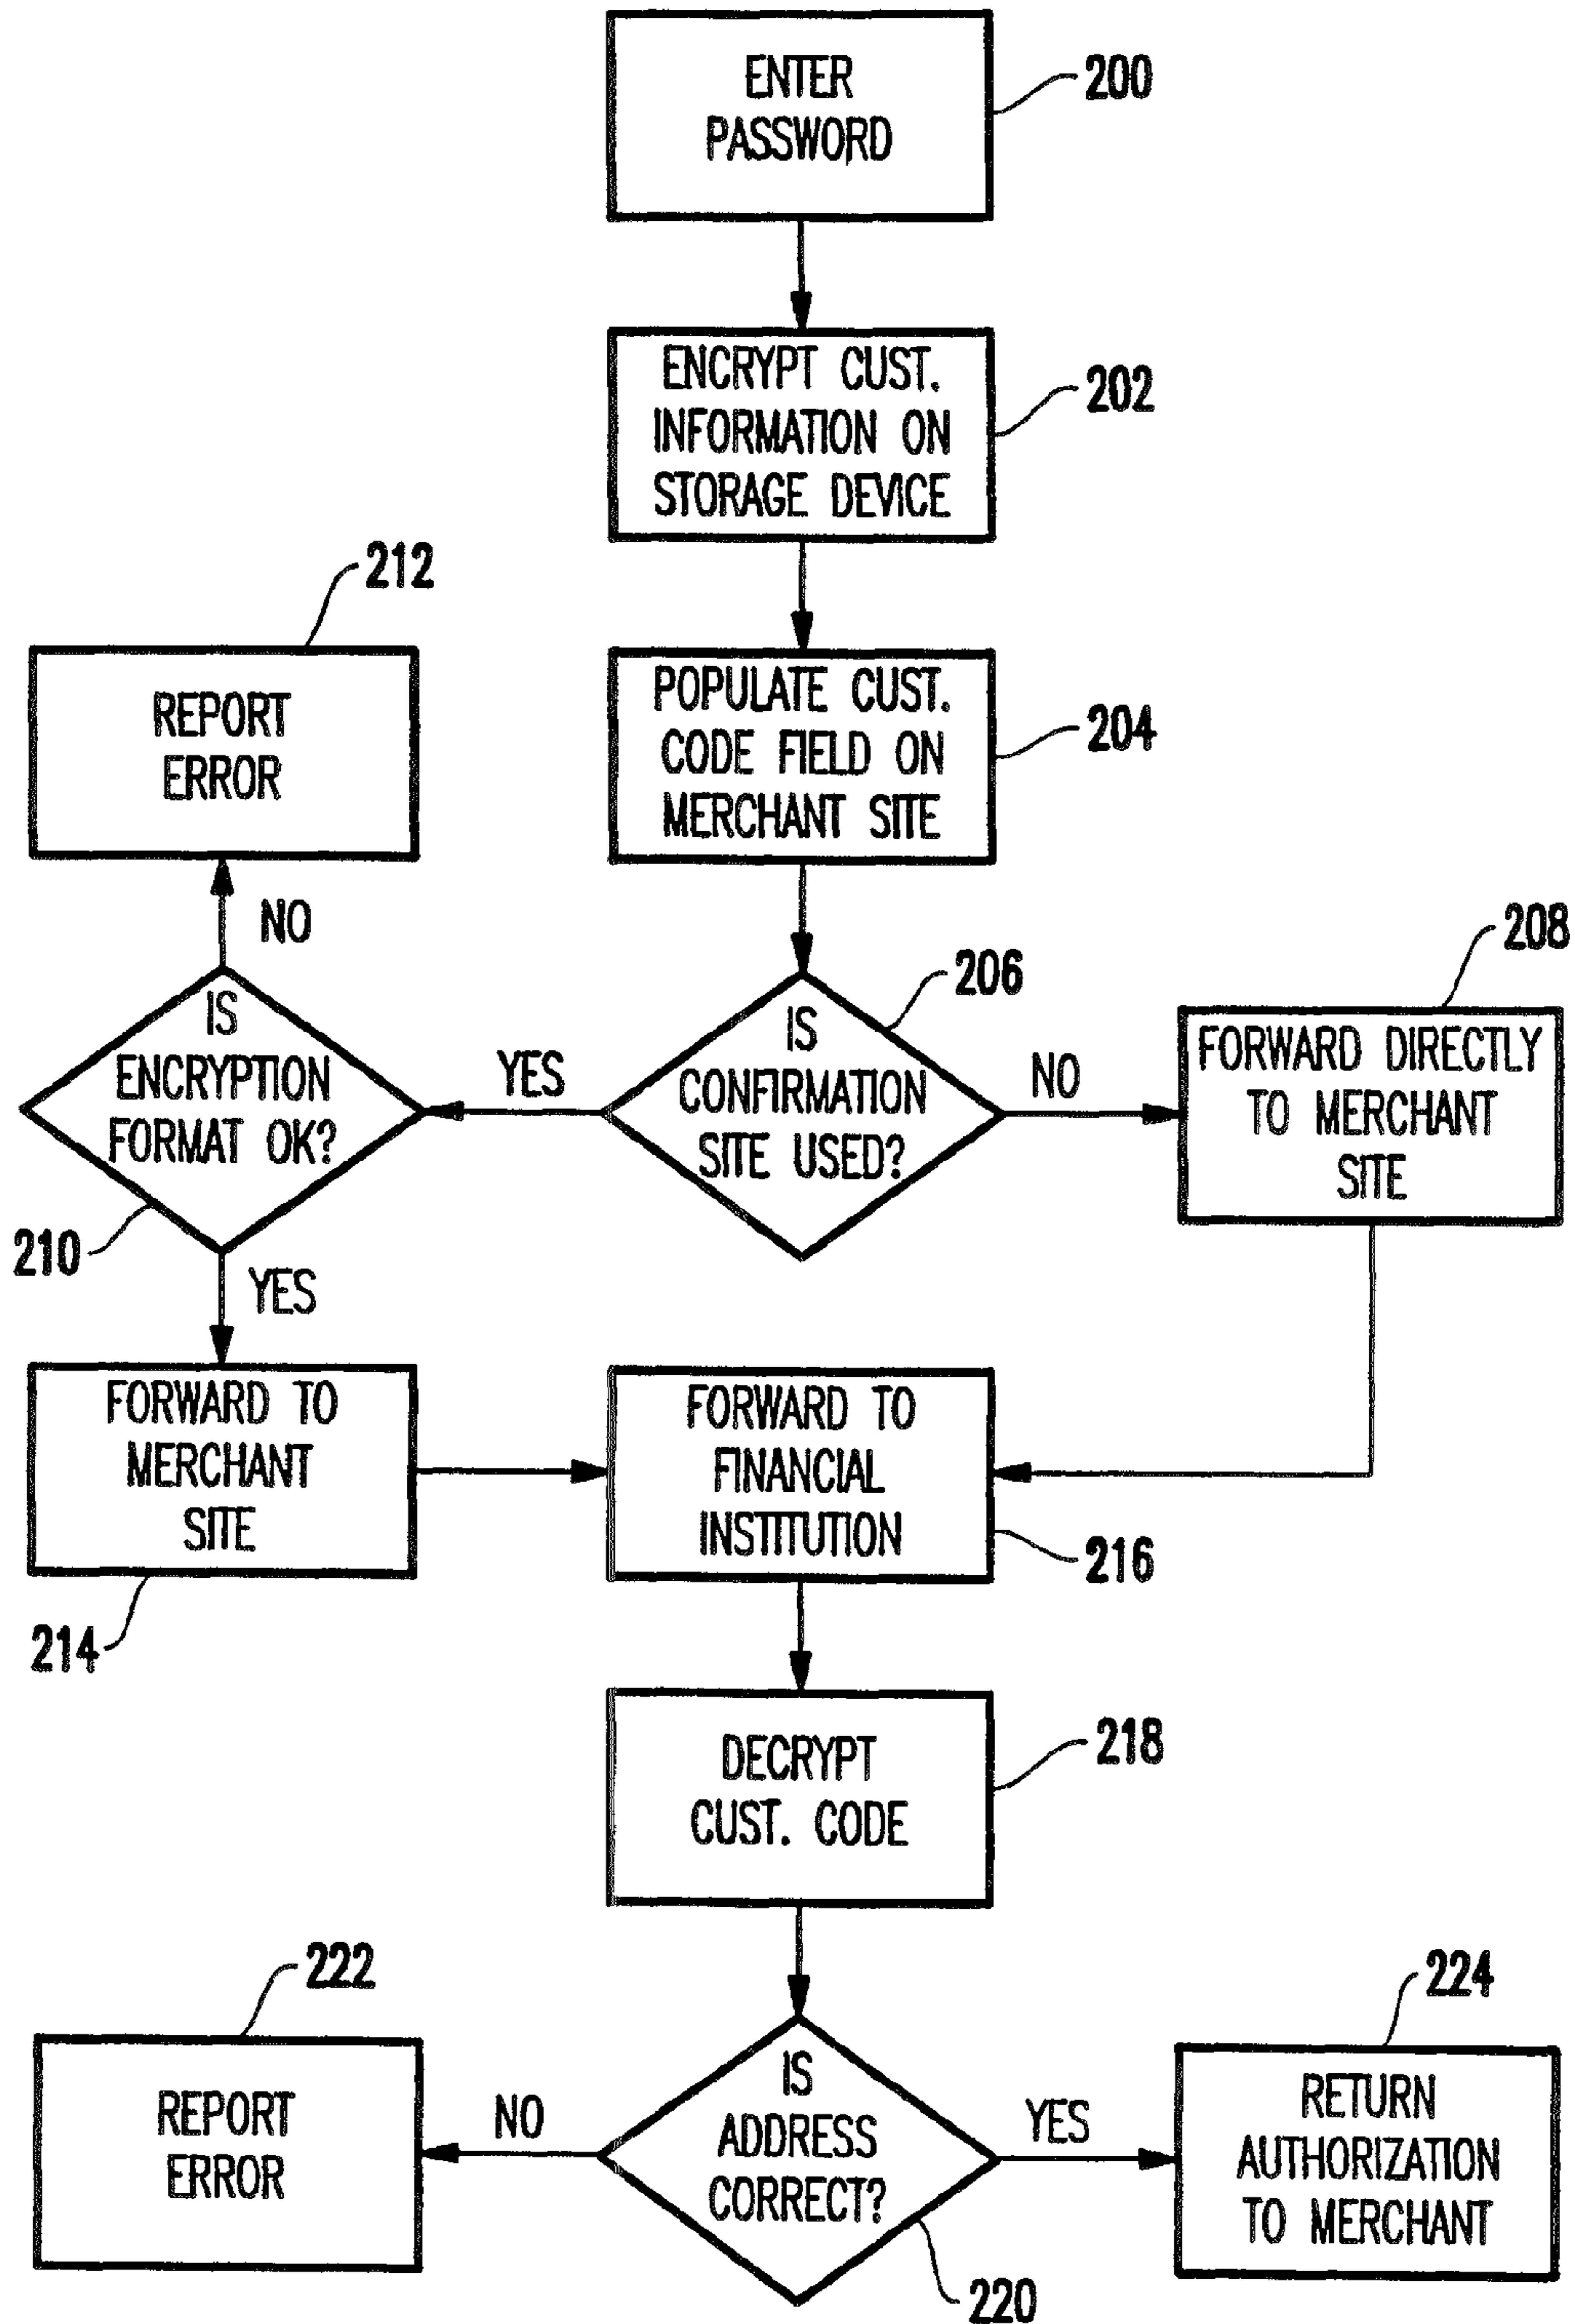 ENTER
PASSWORD
200
ENCRYPT CUST.
INFORMATION ON
STORAGE DEVICE
202
POPULATE CUST.
CODE FIELD ON
MERCHANT SITE
204
212
REPORT
ERROR
NO
IS
ENCRYPTION
FORMAT OK?
210
YES
206
IS
CONFIRMATION
SITE USED?
YES
NO
208
FORWARD DIRECTLY
TO MERCHANT
SITE
FORWARD TO
MERCHANT
SITE
214
FORWARD TO
FINANCIAL
INSTITUTION
216
DECRYPT
CUST. CODE
218
IS
ADDRESS
CORRECT?
220
NO
222
REPORT
ERROR
YES
224
RETURN
AUTHORIZATION
TO MERCHANT